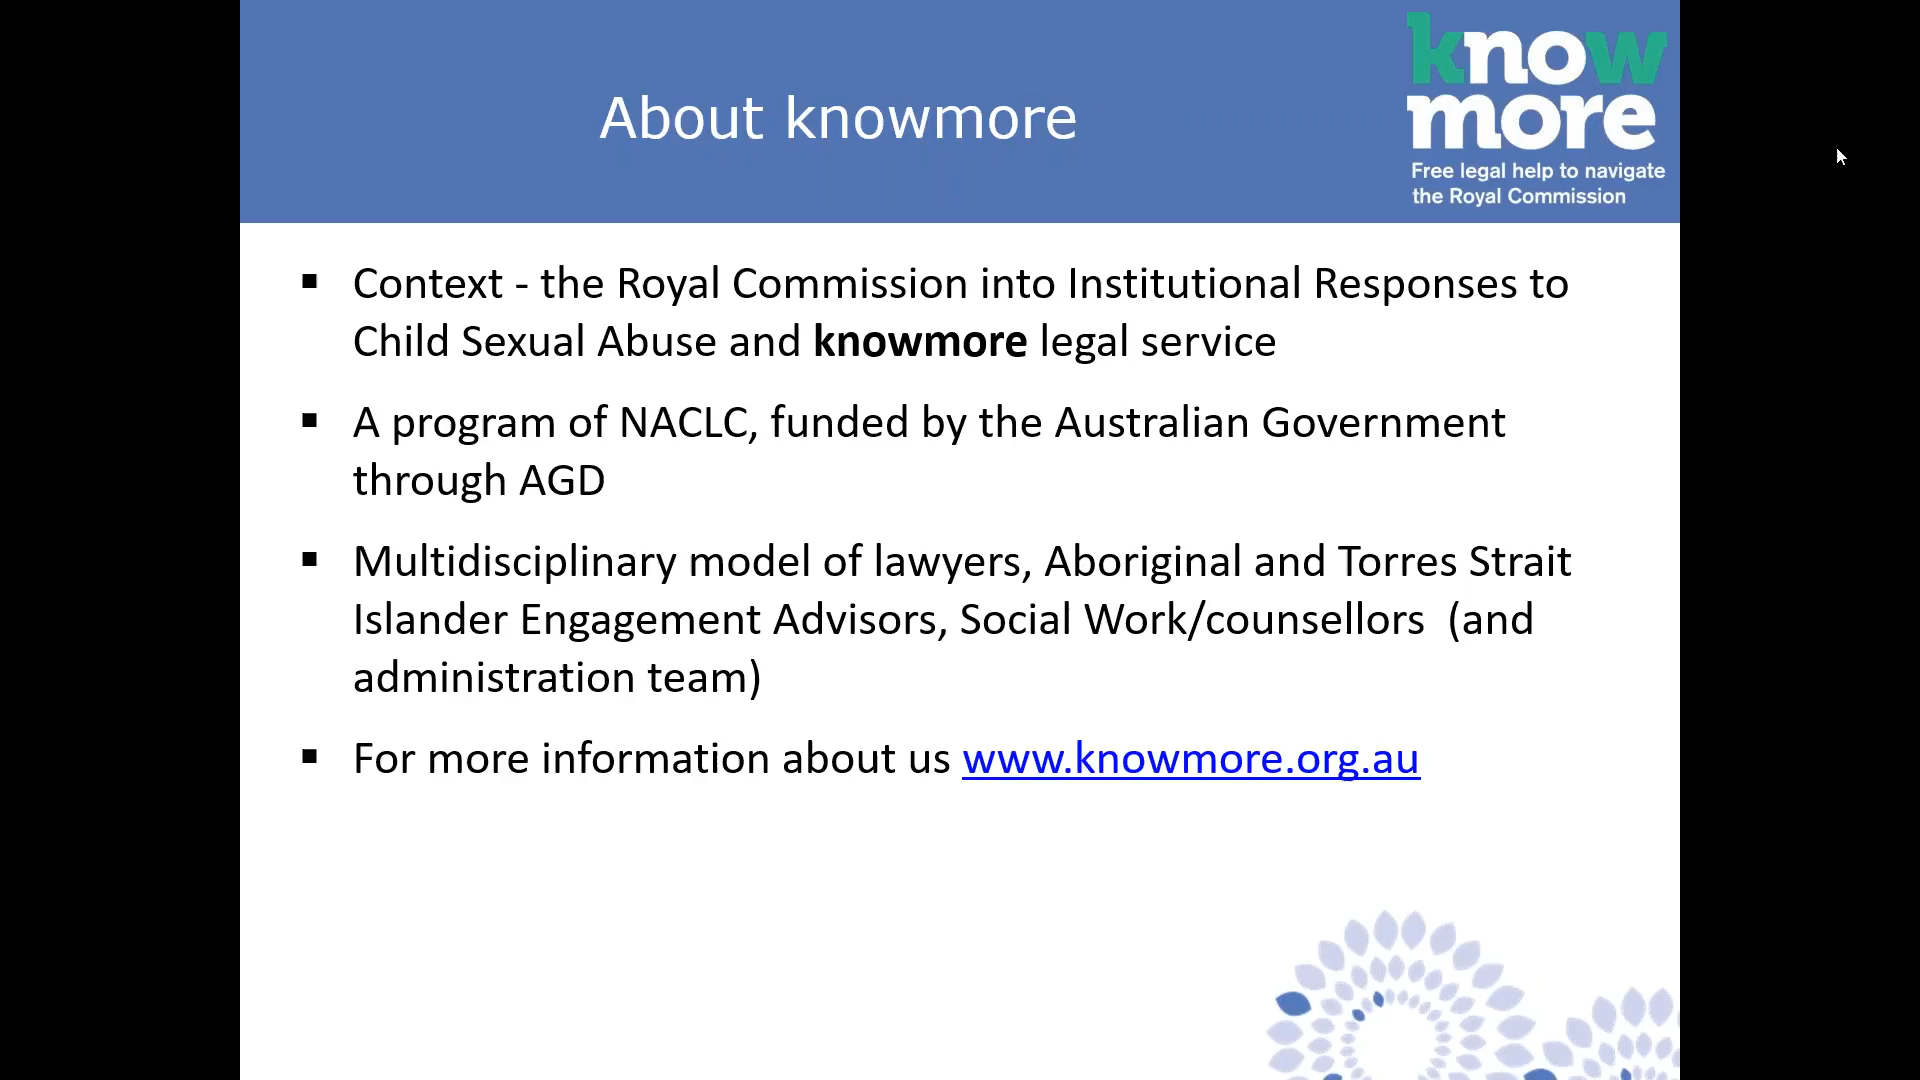 About knowmore
know
more
Free legal help to navigate
the Royal Commission
▪ Context - the Royal Commission into Institutional Responses to
Child Sexual Abuse and knowmore legal service
▪ A program of NACLC, funded by the Australian Government
through AGD
▪ Multidisciplinary model of lawyers, Aboriginal and Torres Strait
Islander Engagement Advisors, Social Work/counsellors  (and
administration team)
▪ For more information about us www.knowmore.org.au